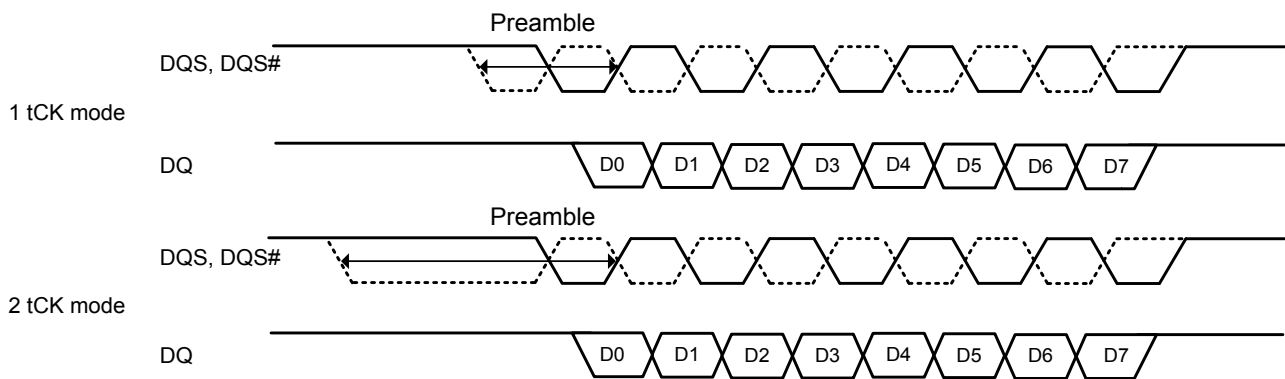 Preamble
DQS, DQS#
1 tCK mode
DQ
D0 D1 D2 D3 D4 D5 D6 D7
Preamble
DQS, DQS#
2 tCK mode
DQ
D0 D1 D2 D3 D4 D5 D6 D7